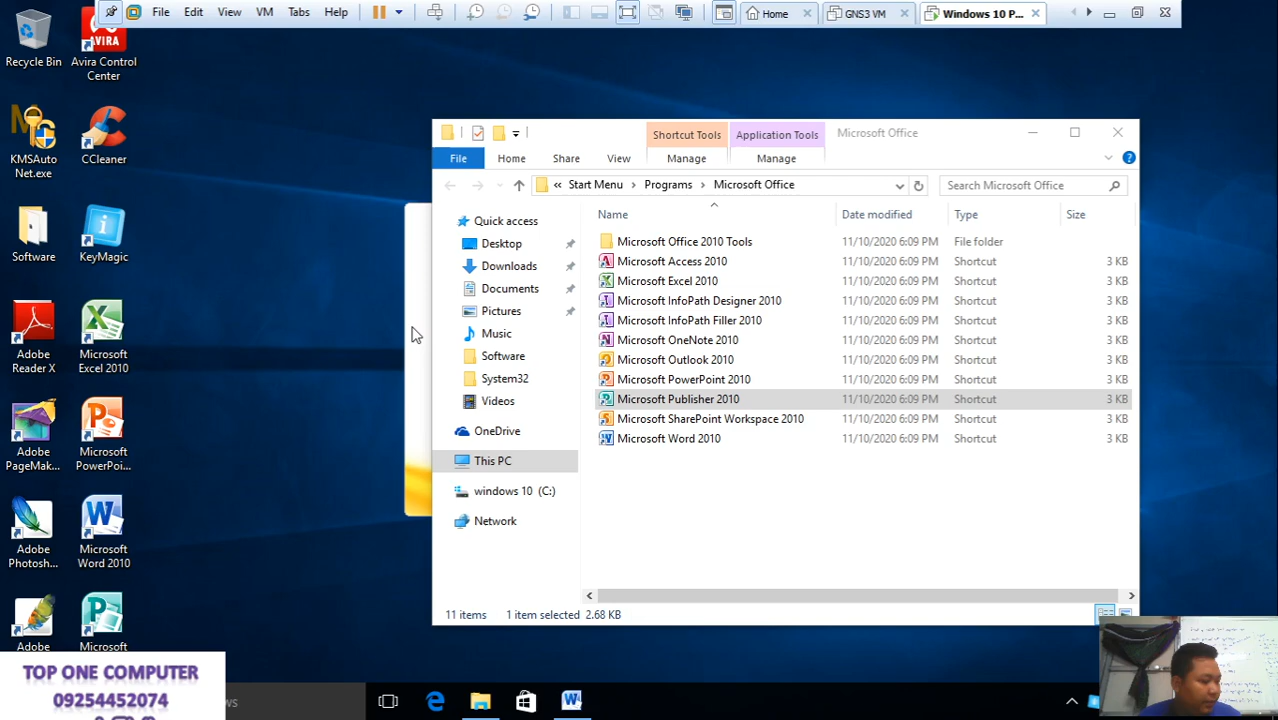 File Edit View VM Tabs Help
Home GNS3 VM Windows 10 P...
Recycle Bin
Avira Control Center
KMSAuto Net.exe
CCleaner
Software
KeyMagic
Adobe Reader X
Microsoft Excel 2010
Adobe PageMak...
Microsoft PowerPoi...
Adobe Photosh...
Microsoft Word 2010
Adobe
Microsoft
Shortcut Tools Application Tools Microsoft Office
File Home Share View Manage Manage
« Start Menu › Programs › Microsoft Office Search Microsoft Office
Quick access
Desktop
Downloads
Documents
Pictures
Music
Software
System32
Videos
OneDrive
This PC
windows 10 (C:)
Network
Name Date modified Type Size
Microsoft Office 2010 Tools 11/10/2020 6:09 PM File folder
Microsoft Access 2010 11/10/2020 6:09 PM Shortcut 3 KB
Microsoft Excel 2010 11/10/2020 6:09 PM Shortcut 3 KB
Microsoft InfoPath Designer 2010 11/10/2020 6:09 PM Shortcut 3 KB
Microsoft InfoPath Filler 2010 11/10/2020 6:09 PM Shortcut 3 KB
Microsoft OneNote 2010 11/10/2020 6:09 PM Shortcut 3 KB
Microsoft Outlook 2010 11/10/2020 6:09 PM Shortcut 3 KB
Microsoft PowerPoint 2010 11/10/2020 6:09 PM Shortcut 3 KB
Microsoft Publisher 2010 11/10/2020 6:09 PM Shortcut 3 KB
Microsoft SharePoint Workspace 2010 11/10/2020 6:09 PM Shortcut 3 KB
Microsoft Word 2010 11/10/2020 6:09 PM Shortcut 3 KB
11 items 1 item selected 2.68 KB
TOP ONE COMPUTER
09254452074